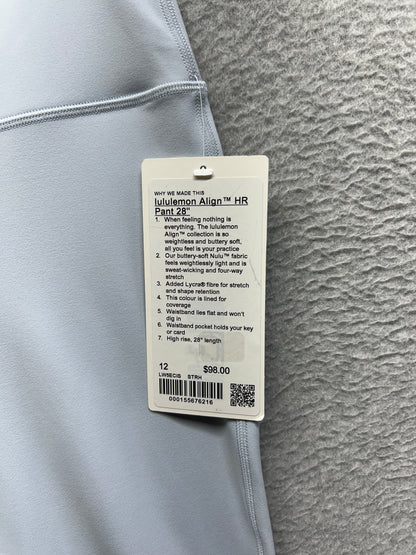 WHY WE MADE THIS
lululemon Align™ HR
Pant 28"
1. When feeling nothing is
everything. The lululemon
Align™ collection is so
weightless and buttery soft,
all you feel is your practice
2. Our buttery-soft Nulu™ fabric
feels weightlessly light and is
sweat-wicking and four-way
stretch
3. Added Lycra® fibre for stretch
and shape retention
4. This colour is lined for
coverage
5. Waistband lies flat and won't
dig in
6. Waistband pocket holds your key
or card
7. High rise, 28" length
12 $98.00
LW5ECIS STRH
000155676216